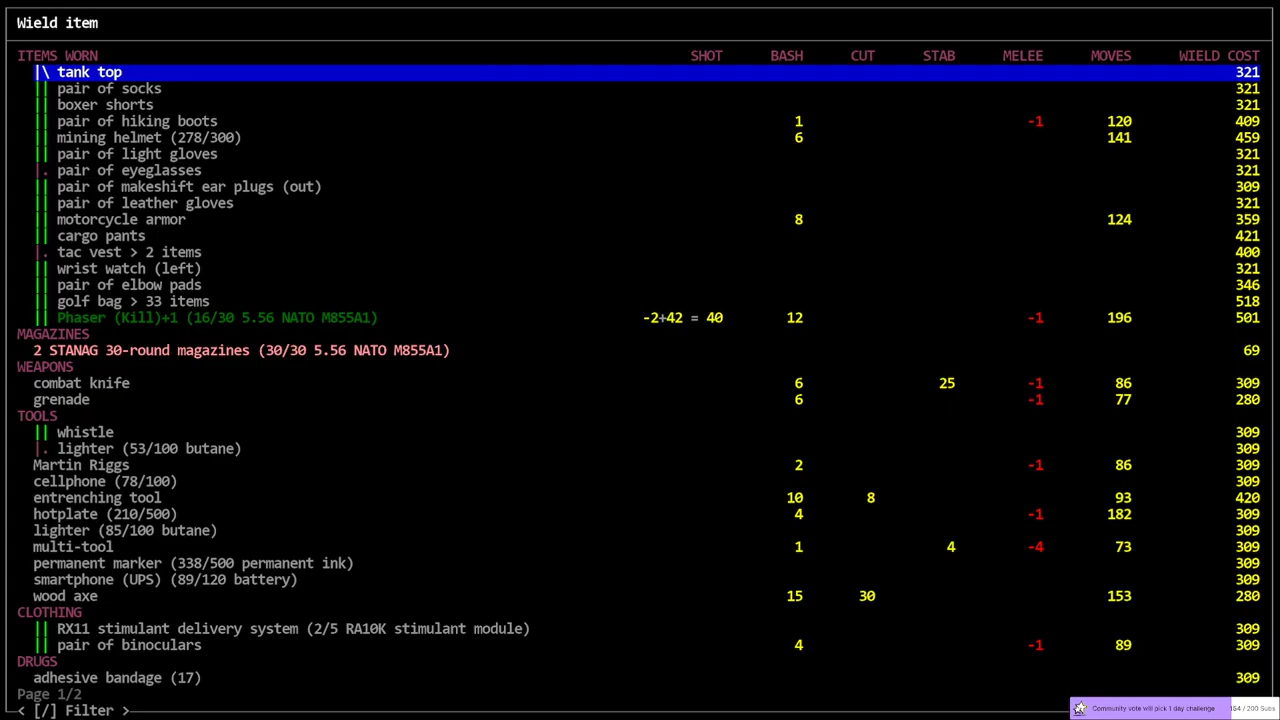 Wield item
ITEMS WORN SHOT BASH CUT STAB MELEE MOVES WIELD COST
|\ tank top 321
|| pair of socks 321
|| boxer shorts 321
|| pair of hiking boots 1 -1 120 409
|| mining helmet (278/300) 6 141 459
|| pair of light gloves 321
|. pair of eyeglasses 321
|| pair of makeshift ear plugs (out) 309
|| pair of leather gloves 321
|| motorcycle armor 8 124 359
|| cargo pants 421
|. tac vest > 2 items 400
|| wrist watch (left) 321
|| pair of elbow pads 346
|| golf bag > 33 items 518
|| Phaser (Kill)+1 (16/30 5.56 NATO M855A1) -2+42 = 40 12 -1 196 501
MAGAZINES
2 STANAG 30-round magazines (30/30 5.56 NATO M855A1) 69
WEAPONS
combat knife 6 25 -1 86 309
grenade 6 -1 77 280
TOOLS
|| whistle 309
|. lighter (53/100 butane) 309
Martin Riggs 2 -1 86 309
cellphone (78/100) 309
entrenching tool 10 8 93 420
hotplate (210/500) 4 -1 182 309
lighter (85/100 butane) 309
multi-tool 1 4 -4 73 309
permanent marker (338/500 permanent ink) 309
smartphone (UPS) (89/120 battery) 309
wood axe 15 30 153 280
CLOTHING
|| RX11 stimulant delivery system (2/5 RA10K stimulant module) 309
|| pair of binoculars 4 -1 89 309
DRUGS
adhesive bandage (17) 309
Page 1/2
< [/] Filter >
Community vote will pick 1 day challenge 154 / 200 Subs